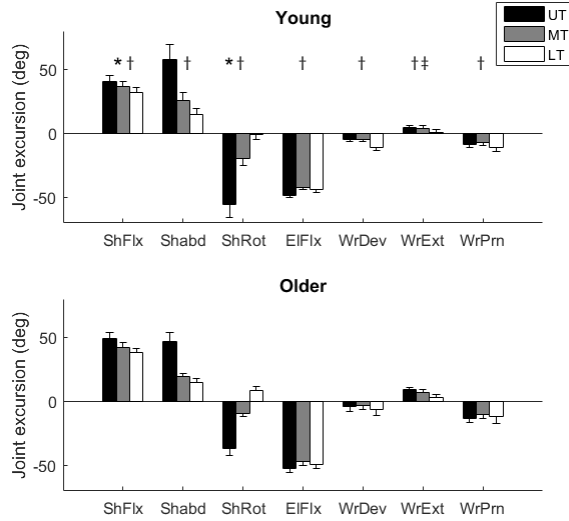 Young
UT
MT
LT
* † † * † † † † ‡ †
Joint excursion (deg)
50
0
-50
ShFlx Shabd ShRot ElFlx WrDev WrExt WrPrn
Older
Joint excursion (deg)
50
0
-50
ShFlx Shabd ShRot ElFlx WrDev WrExt WrPrn